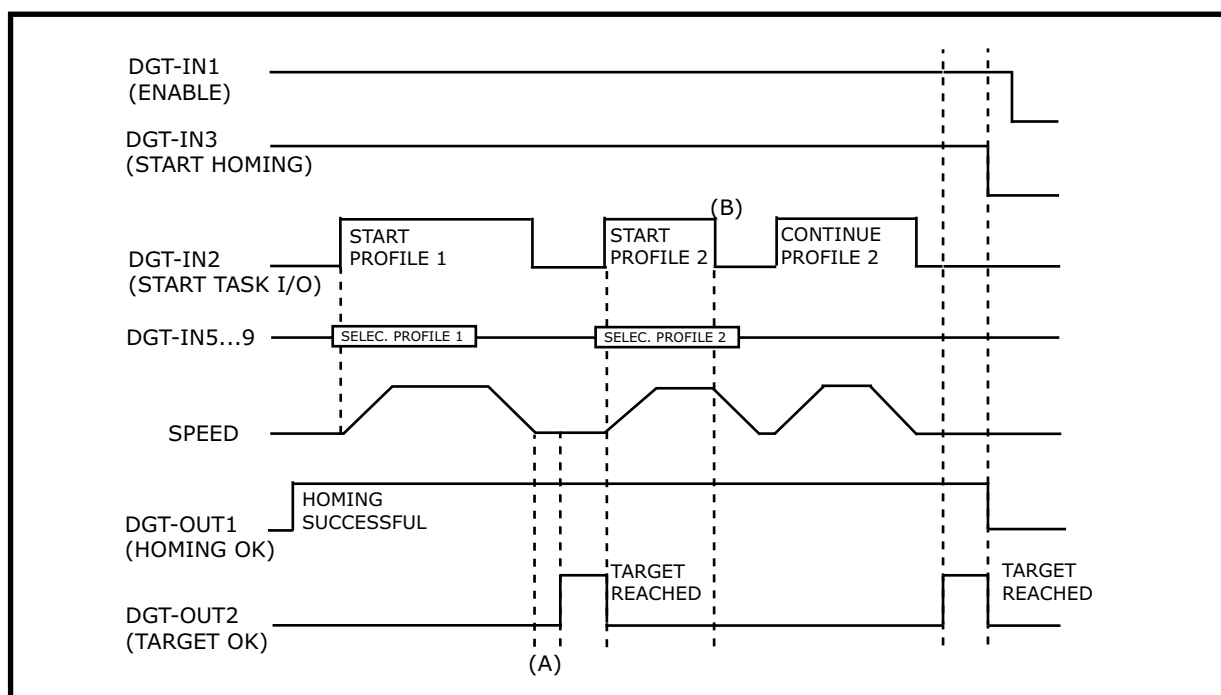 DGT-IN1
(ENABLE)
DGT-IN3
(START HOMING)
(B)
START
PROFILE 1
START
PROFILE 2
CONTINUE
PROFILE 2
DGT-IN2
(START TASK I/O)
DGT-IN5...9
SELEC. PROFILE 1
SELEC. PROFILE 2
SPEED
HOMING
SUCCESSFUL
DGT-OUT1
(HOMING OK)
TARGET
REACHED
TARGET
REACHED
DGT-OUT2
(TARGET OK)
(A)